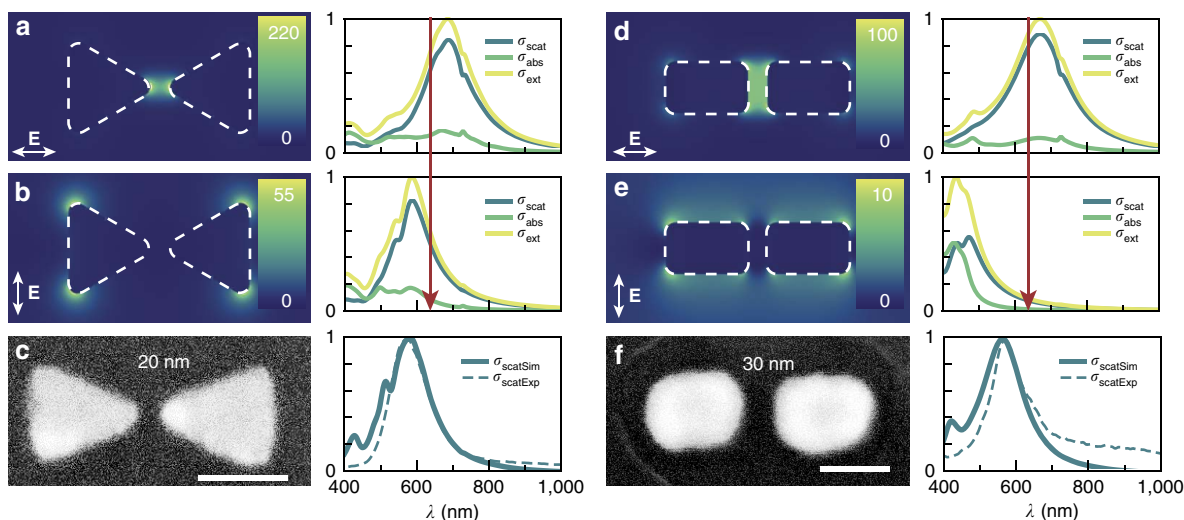 a
220
0
E
1
0
σscat
σabs
σext
b
55
0
E
1
0
σscat
σabs
σext
c
20 nm
1
0
σscatSim
σscatExp
400
600
800
1,000
λ (nm)
d
100
0
E
1
0
σscat
σabs
σext
e
10
0
E
1
0
σscat
σabs
σext
f
30 nm
1
0
σscatSim
σscatExp
400
600
800
1,000
λ (nm)